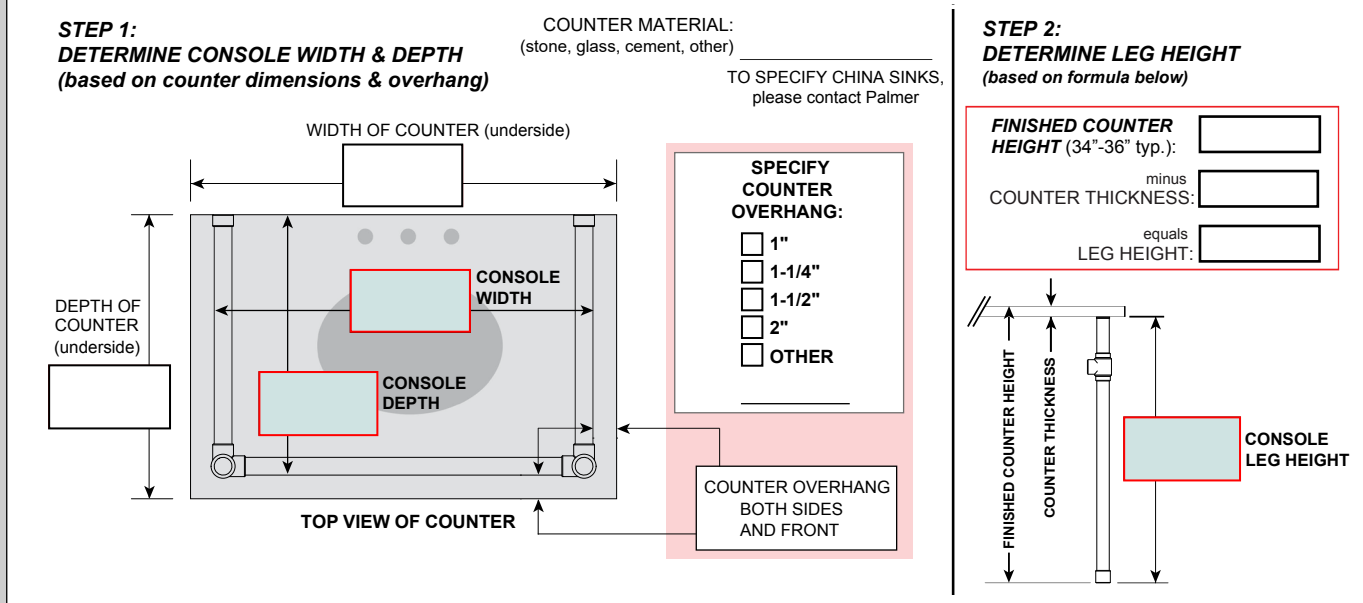 STEP 1:
DETERMINE CONSOLE WIDTH & DEPTH
(based on counter dimensions & overhang)
COUNTER MATERIAL:
(stone, glass, cement, other)
TO SPECIFY CHINA SINKS,
please contact Palmer
WIDTH OF COUNTER (underside)
DEPTH OF
COUNTER
(underside)
CONSOLE
WIDTH
CONSOLE
DEPTH
TOP VIEW OF COUNTER
SPECIFY
COUNTER
OVERHANG:
1"
1-1/4"
1-1/2"
2"
OTHER
COUNTER OVERHANG
BOTH SIDES
AND FRONT
STEP 2:
DETERMINE LEG HEIGHT
(based on formula below)
FINISHED COUNTER
HEIGHT (34”-36” typ.):
minus
COUNTER THICKNESS:
equals
LEG HEIGHT:
FINISHED COUNTER HEIGHT
COUNTER THICKNESS
CONSOLE
LEG HEIGHT